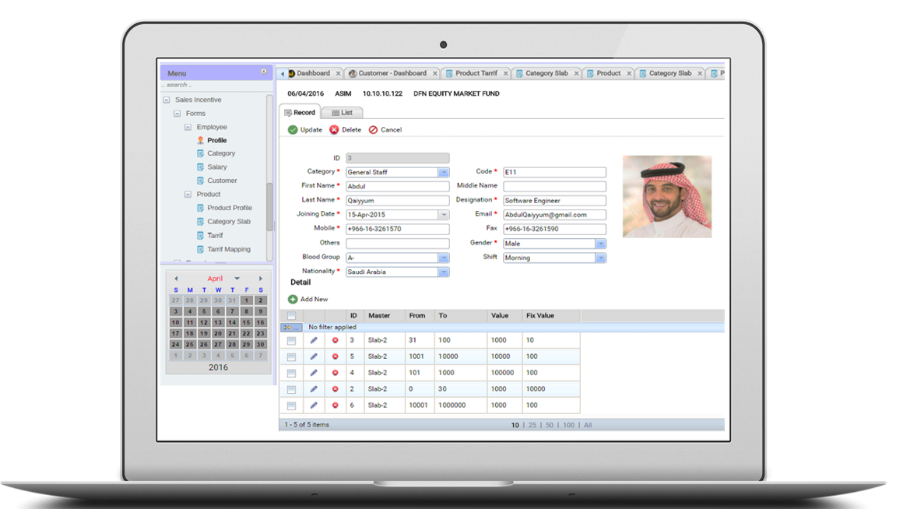 Menu
... search ...
Sales Incentive
Forms
Employee
Profile
Category
Salary
Customer
Product
Product Profile
Category Slab
Tarrif
Tarrif Mapping
April
S M T W T F S
27 28 29 30 31 1 2
3 4 5 6 7 8 9
10 11 12 13 14 15 16
17 18 19 20 21 22 23
24 25 26 27 28 29 30
1 2 3 4 5 6 7
2016
Dashboard x Customer - Dashboard x Product Tarrif x Category Slab x Product x Category Slab x P
06/04/2016 ASIM 10.10.10.122 DFN EQUITY MARKET FUND
Record List
Update Delete Cancel
ID 3
Category * General Staff Code * E11
First Name * Abdul Middle Name
Last Name * Qaiyyum Designation * Software Engineer
Joining Date * 15-Apr-2015 Email * AbdulQaiyyum@gmail.com
Mobile * +966-16-3261570 Fax +966-16-3261590
Others Gender * Male
Blood Group A- Shift Morning
Nationality * Saudi Arabia
Detail
Add New
ID Master From To Value Fix Value
No filter applied
3 Slab-2 31 100 1000 10
5 Slab-2 1001 10000 10000 100
4 Slab-2 101 1000 100000 100
2 Slab-2 0 30 1000 10000
6 Slab-2 10001 1000000 1000 100
1 - 5 of 5 items 10 | 25 | 50 | 100 | All